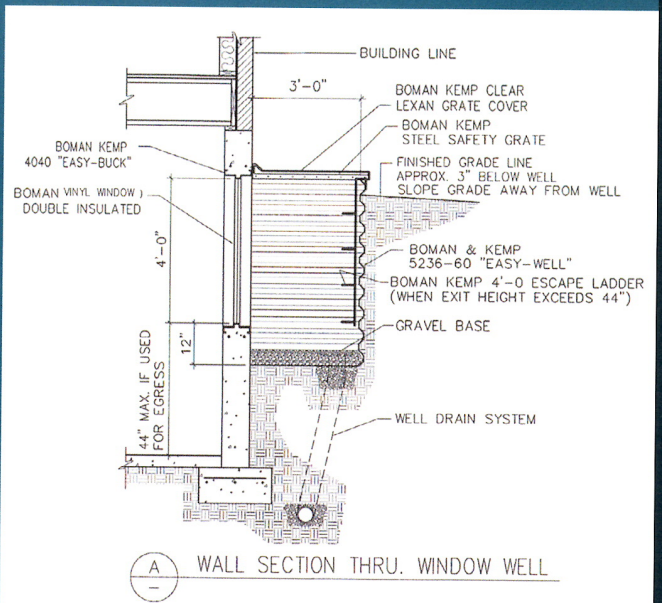 BUILDING LINE
3'-0"
BOMAN KEMP CLEAR
LEXAN GRATE COVER
BOMAN KEMP
STEEL SAFETY GRATE
FINISHED GRADE LINE
APPROX. 3" BELOW WELL
SLOPE GRADE AWAY FROM WELL
BOMAN KEMP
4040 "EASY-BUCK"
BOMAN VINYL WINDOW )
DOUBLE INSULATED
4'-0"
BOMAN & KEMP
5236-60 "EASY-WELL"
BOMAN KEMP 4'-0 ESCAPE LADDER
(WHEN EXIT HEIGHT EXCEEDS 44")
GRAVEL BASE
12"
44" MAX. IF USED
FOR EGRESS
WELL DRAIN SYSTEM
A
–
WALL SECTION THRU. WINDOW WELL